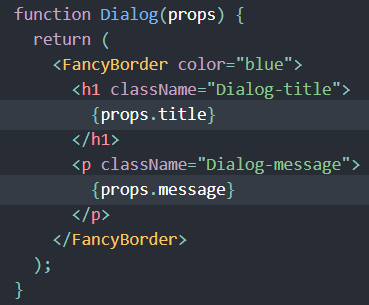 function Dialog(props) {
  return (
    <FancyBorder color="blue">
      <h1 className="Dialog-title">
        {props.title}
      </h1>
      <p className="Dialog-message">
        {props.message}
      </p>
    </FancyBorder>
  );
}